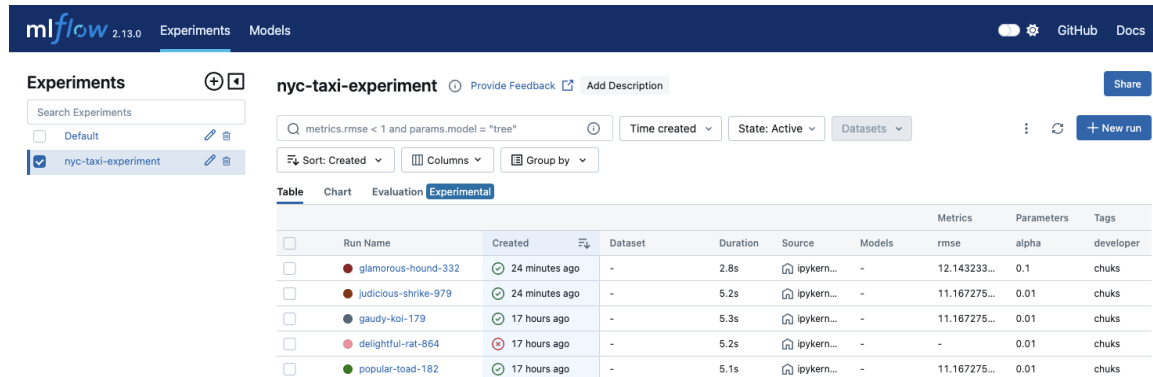 mlflow 2.13.0 Experiments Models GitHub Docs
Experiments
Search Experiments
Default
nyc-taxi-experiment
nyc-taxi-experiment Provide Feedback Add Description Share
metrics.rmse < 1 and params.model = "tree" Time created State: Active Datasets + New run
Sort: Created Columns Group by
Table Chart Evaluation Experimental
Metrics Parameters Tags
Run Name Created Dataset Duration Source Models rmse alpha developer
glamorous-hound-332 24 minutes ago - 2.8s ipykern... - 12.143233... 0.1 chuks
judicious-shrike-979 24 minutes ago - 5.2s ipykern... - 11.167275... 0.01 chuks
gaudy-koi-179 17 hours ago - 5.3s ipykern... - 11.167275... 0.01 chuks
delightful-rat-864 17 hours ago - 5.2s ipykern... - - 0.01 chuks
popular-toad-182 17 hours ago - 5.1s ipykern... - 11.167275... 0.01 chuks